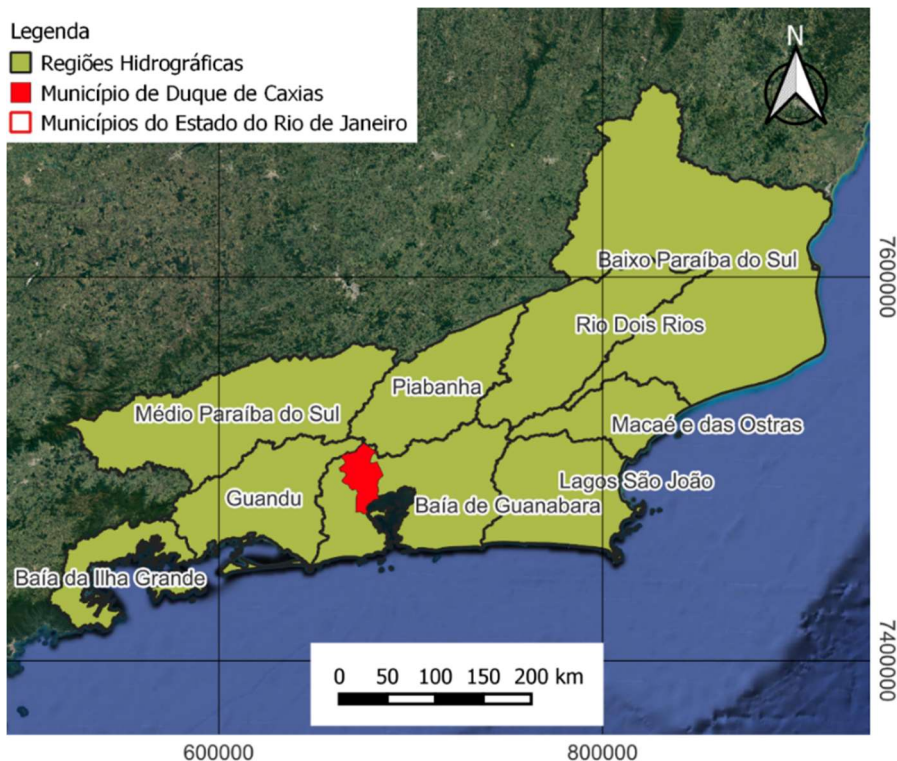 Legenda
Regiões Hidrográficas
Município de Duque de Caxias
Municípios do Estado do Rio de Janeiro
N
Baixo Paraíba do Sul
7600000
Rio Dois Rios
Piabanha
Médio Paraíba do Sul
Macaé e das Ostras
Lagos São João
Guandu
Baía de Guanabara
Baía da Ilha Grande
7400000
0 50 100 150 200 km
600000 800000